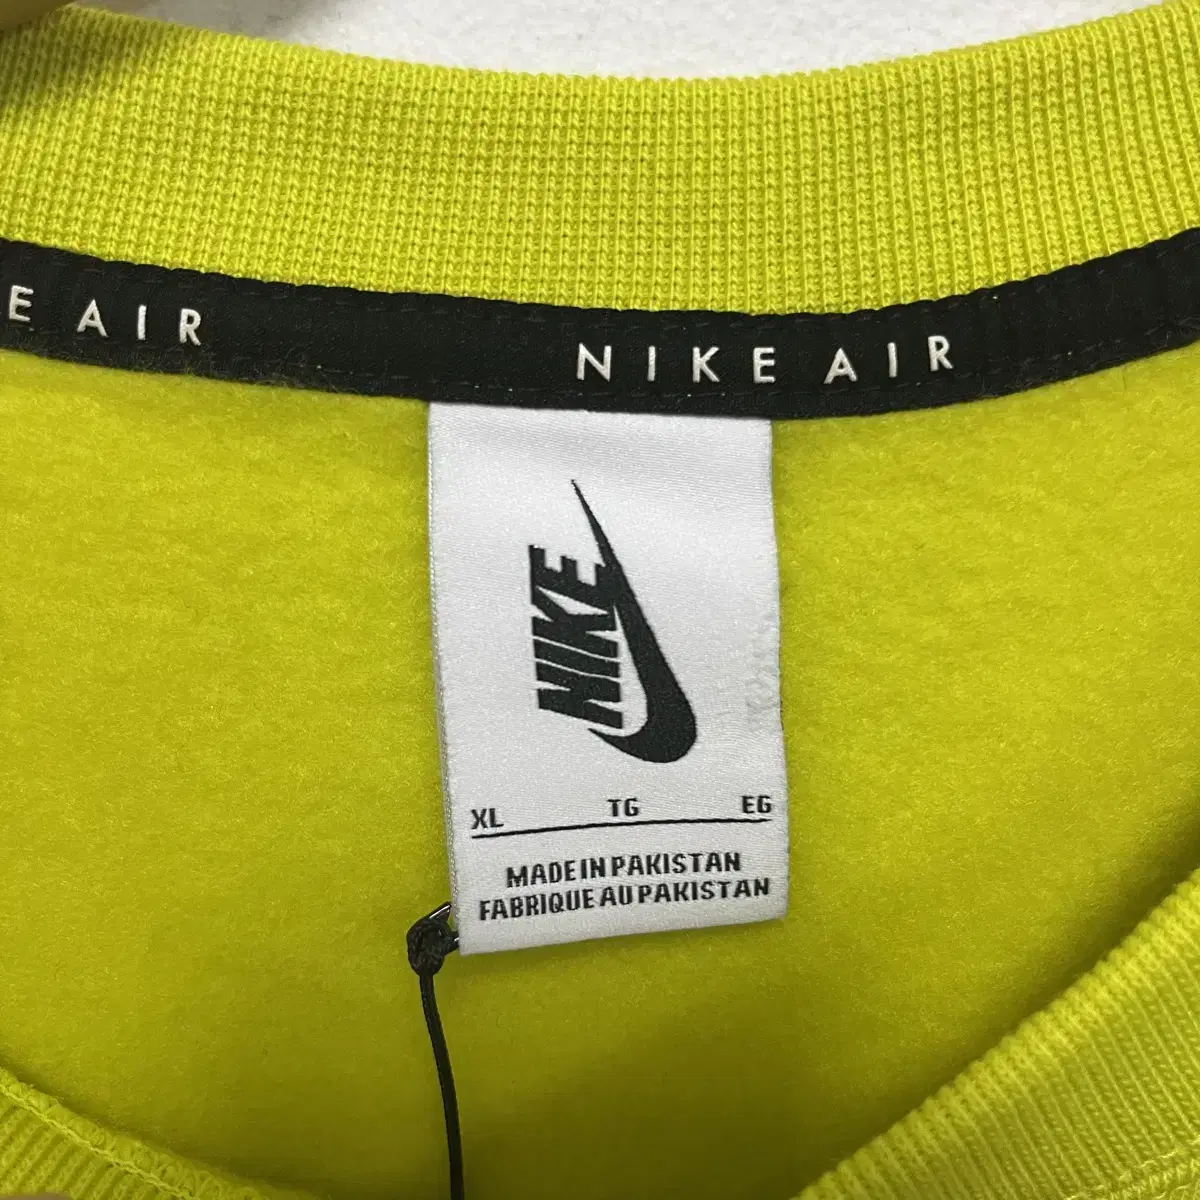 E AIR
NIKE AIR
NIKE
XL TG EG
MADE IN PAKISTAN
FABRIQUE AU PAKISTAN